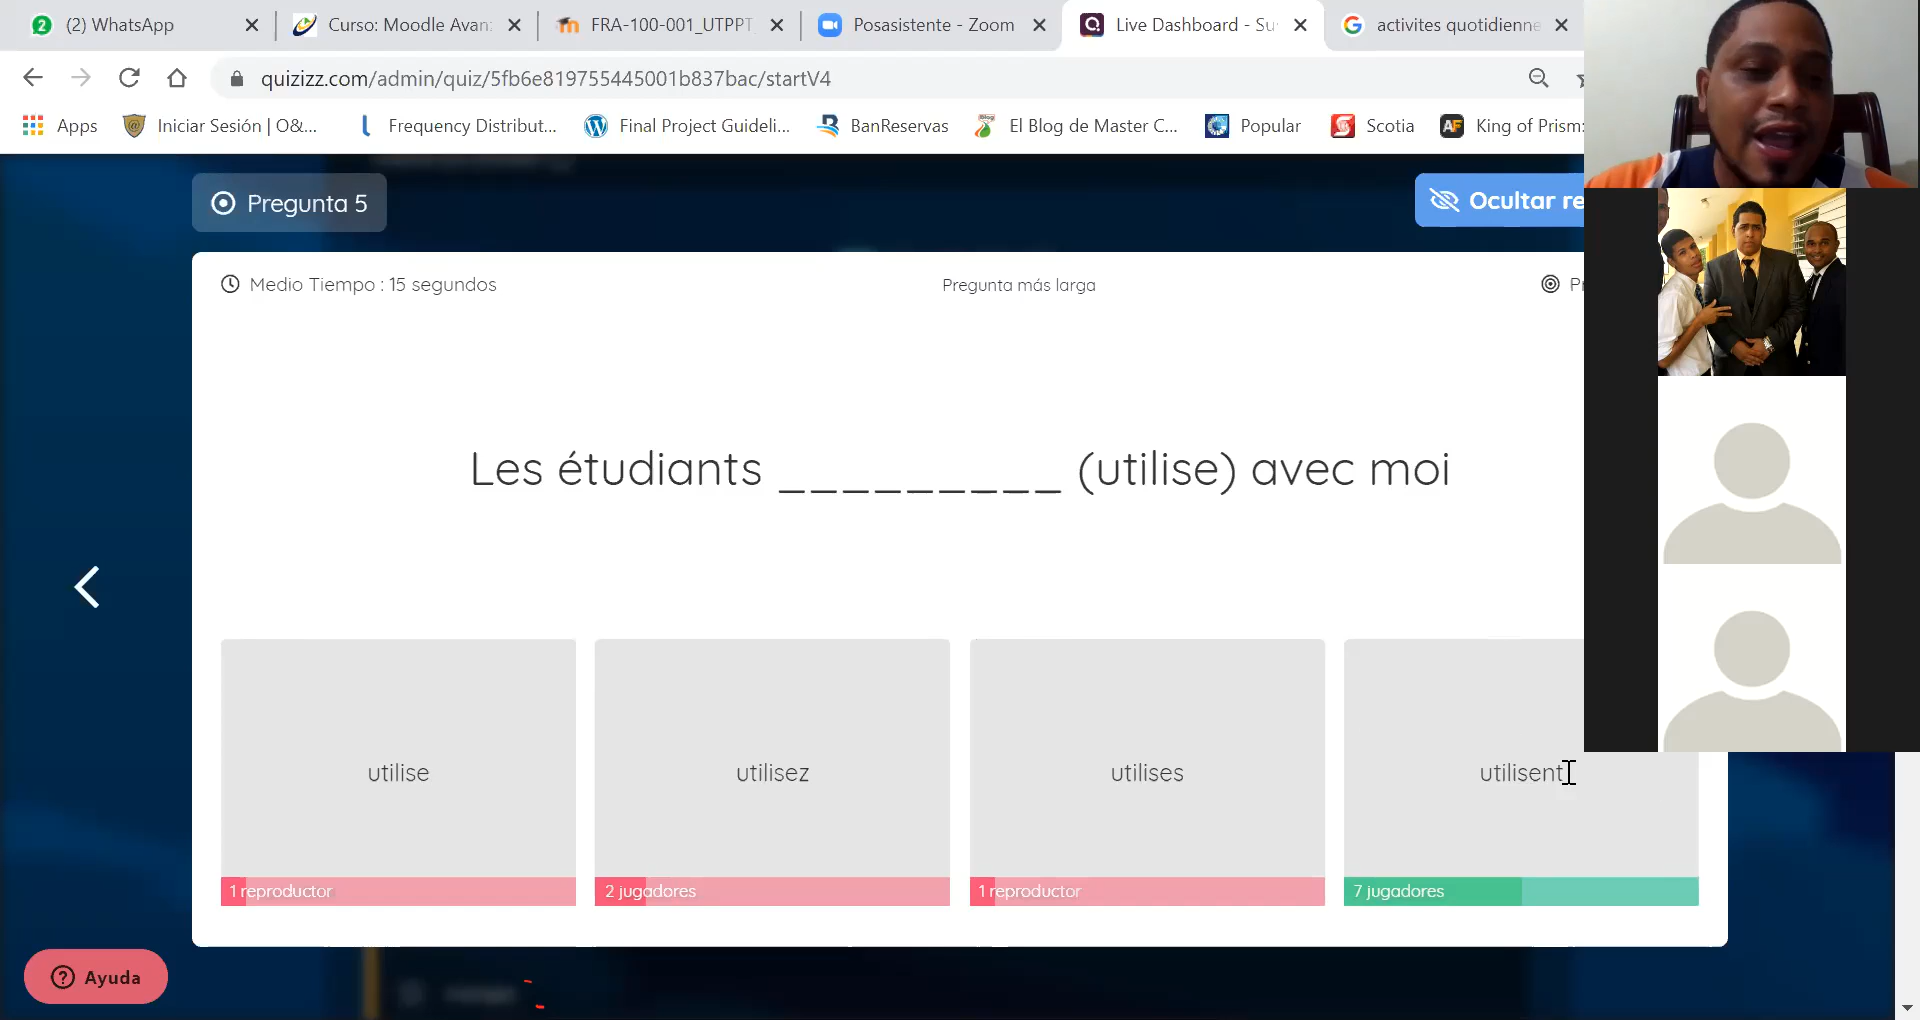 2 (2) WhatsApp
Curso: Moodle Avan
FRA-100-001_UTPPT
Posasistente - Zoom
Live Dashboard - Su
activites quotidienne
quizizz.com/admin/quiz/5fb6e819755445001b837bac/startV4
Apps
Iniciar Sesión | O&...
Frequency Distribut...
Final Project Guideli...
BanReservas
El Blog de Master C...
Popular
Scotia
King of Prism:
Pregunta 5
Ocultar re
Medio Tiempo : 15 segundos
Pregunta más larga
Pr
Les étudiants _________ (utilise) avec moi
utilise
utilisez
utilises
utilisent
1 reproductor
2 jugadores
1 reproductor
7 jugadores
Ayuda